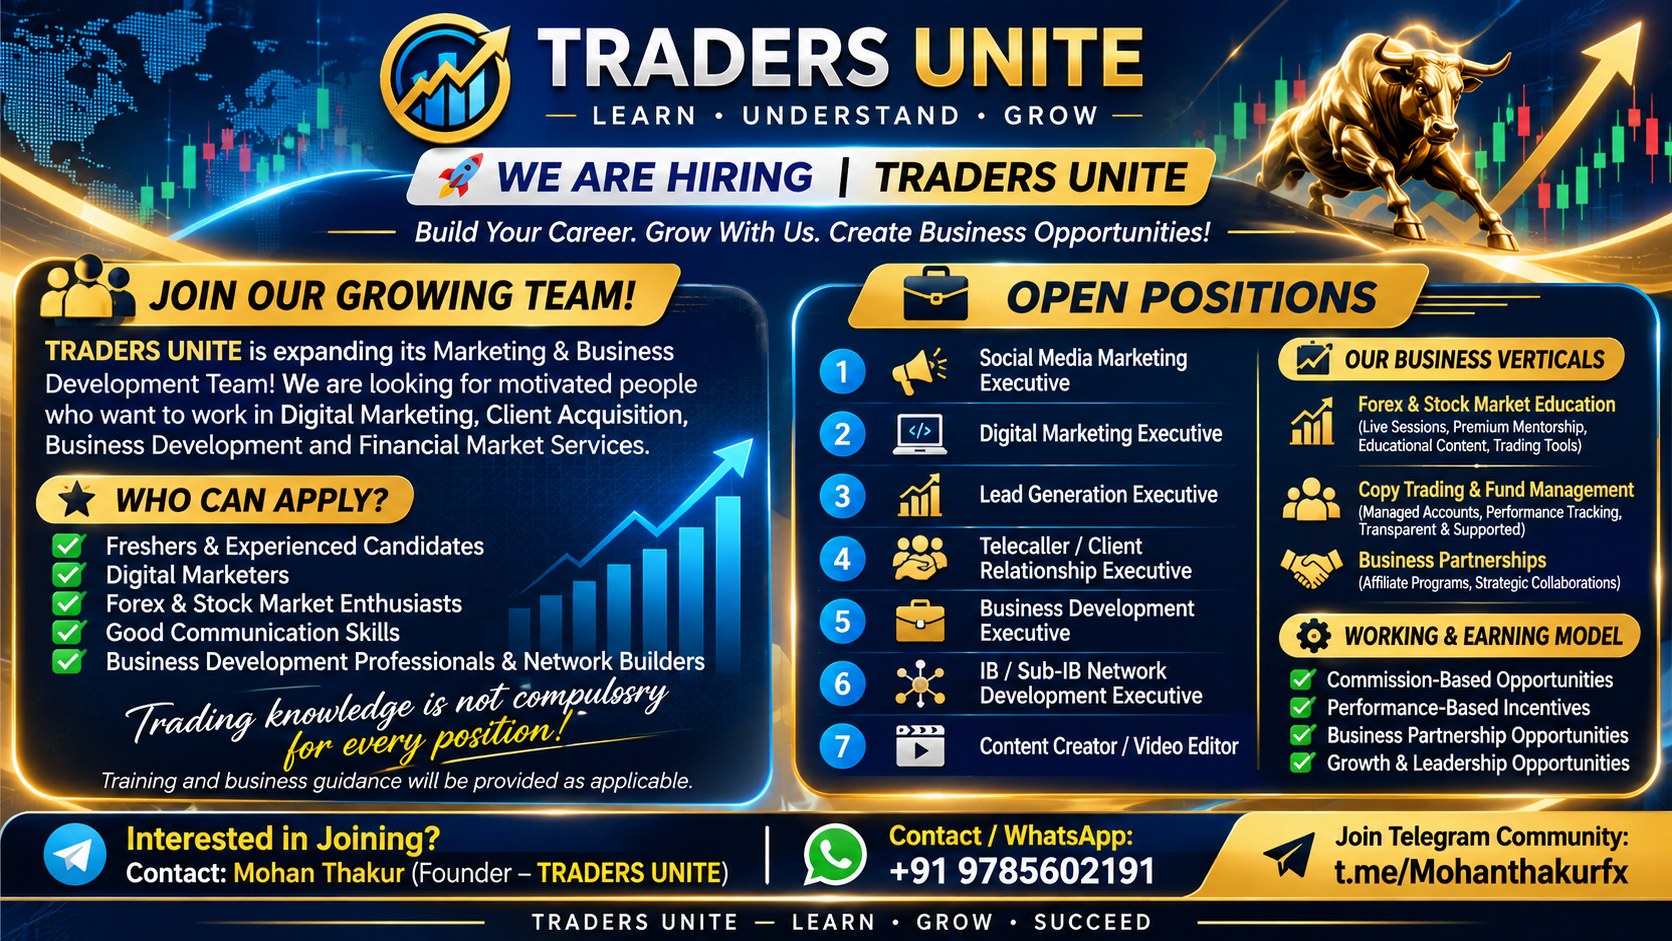 TRADERS UNITE
LEARN • UNDERSTAND • GROW
WE ARE HIRING | TRADERS UNITE
Build Your Career. Grow With Us. Create Business Opportunities!
JOIN OUR GROWING TEAM!
TRADERS UNITE is expanding its Marketing & Business
Development Team! We are looking for motivated people
who want to work in Digital Marketing, Client Acquisition,
Business Development and Financial Market Services.
WHO CAN APPLY?
Freshers & Experienced Candidates
Digital Marketers
Forex & Stock Market Enthusiasts
Good Communication Skills
Business Development Professionals & Network Builders
Trading knowledge is not compulosry
for every position!
Training and business guidance will be provided as applicable.
OPEN POSITIONS
1 Social Media Marketing
Executive
2 </> Digital Marketing Executive
3 Lead Generation Executive
4 Telecaller / Client
Relationship Executive
5 Business Development
Executive
6 IB / Sub-IB Network
Development Executive
7 Content Creator / Video Editor
OUR BUSINESS VERTICALS
Forex & Stock Market Education
(Live Sessions, Premium Mentorship,
Educational Content, Trading Tools)
Copy Trading & Fund Management
(Managed Accounts, Performance Tracking,
Transparent & Supported)
Business Partnerships
(Affiliate Programs, Strategic Collaborations)
WORKING & EARNING MODEL
Commission-Based Opportunities
Performance-Based Incentives
Business Partnership Opportunities
Growth & Leadership Opportunities
Interested in Joining?
Contact: Mohan Thakur (Founder – TRADERS UNITE)
Contact / WhatsApp:
+91 9785602191
Join Telegram Community:
t.me/Mohanthakurfx
TRADERS UNITE — LEARN • GROW • SUCCEED